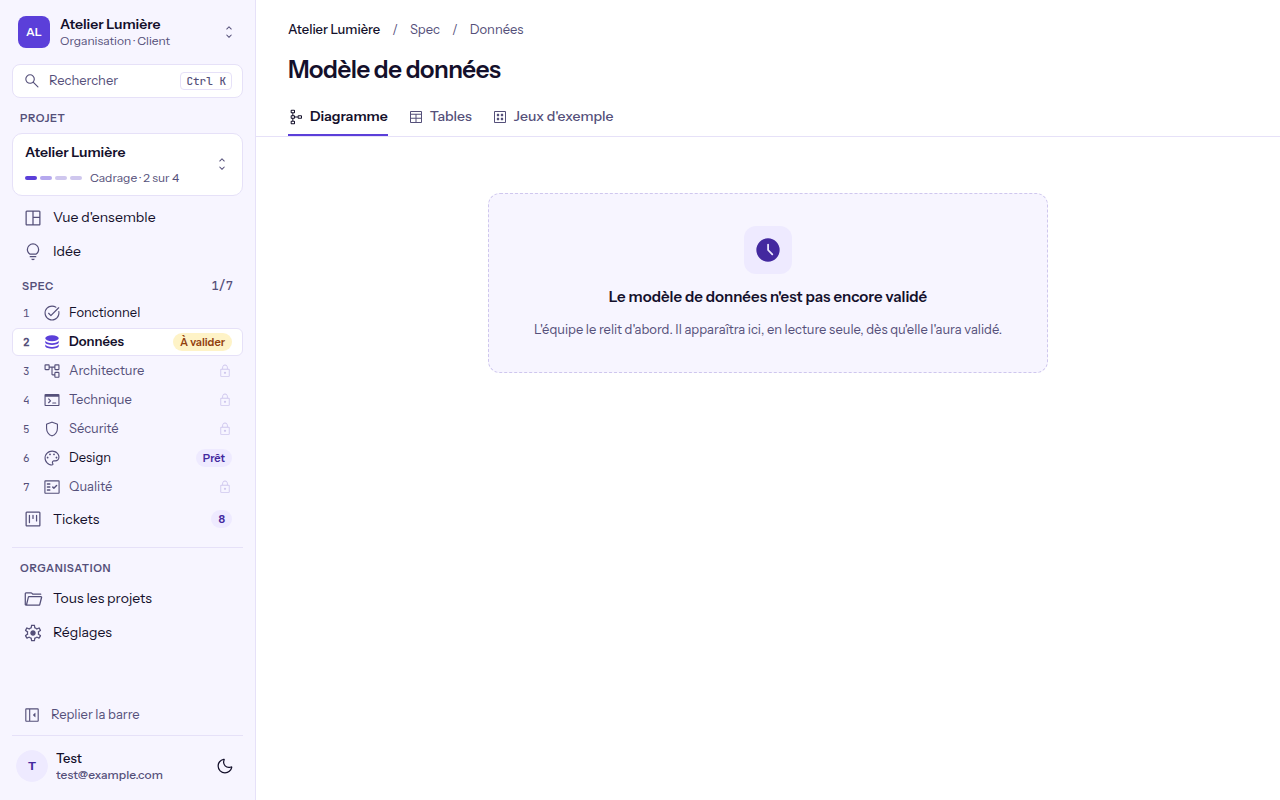 AL
Atelier Lumière
Organisation · Client
Rechercher
Ctrl K
PROJET
Atelier Lumière
Cadrage · 2 sur 4
Vue d'ensemble
Idée
SPEC 1/7
1 Fonctionnel
2 Données À valider
3 Architecture
4 Technique
5 Sécurité
6 Design Prêt
7 Qualité
Tickets 8
ORGANISATION
Tous les projets
Réglages
Replier la barre
T
Test
test@example.com
Atelier Lumière / Spec / Données
Modèle de données
Diagramme Tables Jeux d'exemple
Le modèle de données n'est pas encore validé
L'équipe le relit d'abord. Il apparaîtra ici, en lecture seule, dès qu'elle l'aura validé.